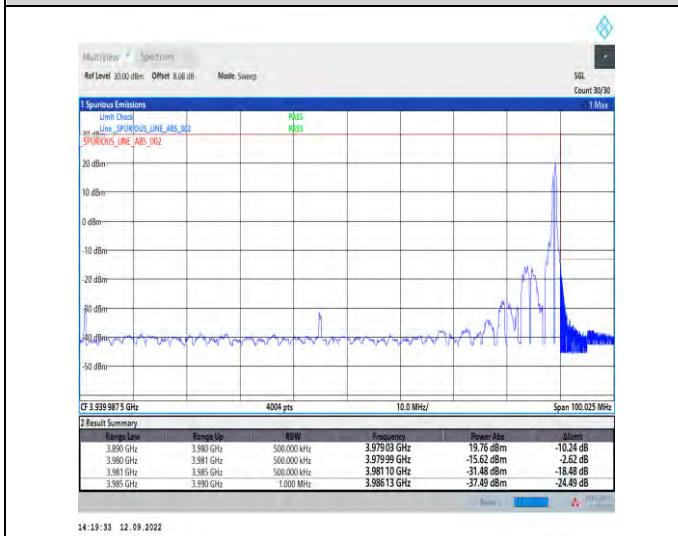 MultiView Spectrum
Ref Level 30.00 dBm Offset 8.08 dB Mode Sweep SGL
Count 30/30
1 Spurious Emissions 1 Max
Limit Check PASS
Line _SPURIOUS_LINE_ABS_002 PASS
_SPURIOUS_LINE_ABS_002
20 dBm
10 dBm
0 dBm
-10 dBm
-20 dBm
-30 dBm
-40 dBm
-50 dBm
CF 3.939 987 5 GHz 4004 pts 10.0 MHz/ Span 100.025 MHz
2 Result Summary
Range Low Range Up RBW Frequency Power Abs ΔLimit
3.890 GHz 3.980 GHz 500.000 kHz 3.97903 GHz 19.76 dBm -10.24 dB
3.980 GHz 3.981 GHz 500.000 kHz 3.97999 GHz -15.62 dBm -2.62 dB
3.981 GHz 3.985 GHz 500.000 kHz 3.98110 GHz -31.48 dBm -18.48 dB
3.985 GHz 3.990 GHz 1.000 MHz 3.98613 GHz -37.49 dBm -24.49 dB
14:19:33 12.09.2022